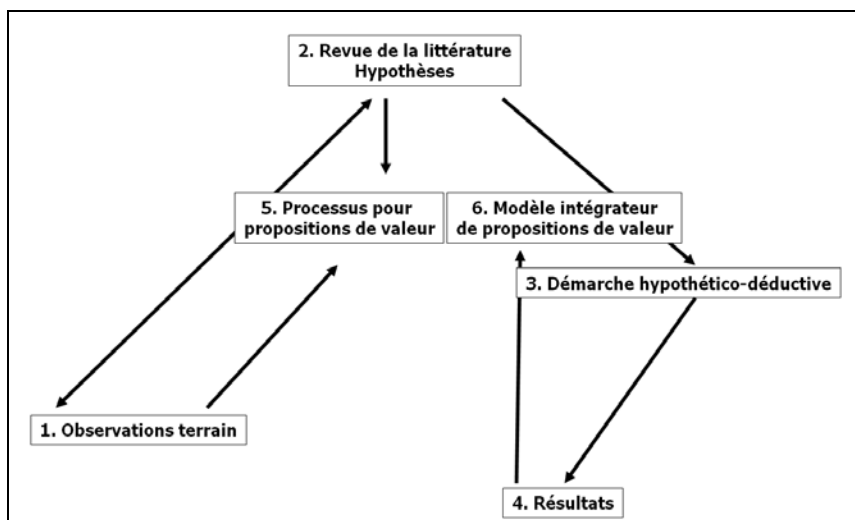 2. Revue de la littérature
Hypothèses
5. Processus pour
propositions de valeur
6. Modèle intégrateur
de propositions de valeur
3. Démarche hypothético-déductive
1. Observations terrain
4. Résultats